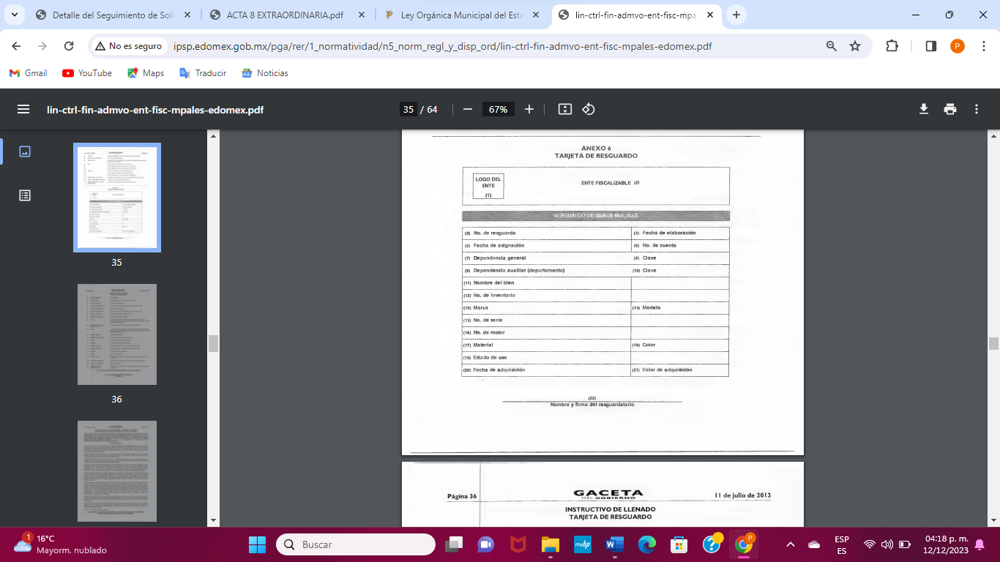 Detalle del Seguimiento de Soli
ACTA 8 EXTRAORDINARIA.pdf
Ley Orgánica Municipal del Esta
lin-ctrl-fin-admvo-ent-fisc-mpa
No es seguro
ipsp.edomex.gob.mx/pga/rer/1_normatividad/n5_norm_regl_y_disp_ord/lin-ctrl-fin-admvo-ent-fisc-mpales-edomex.pdf
P
Gmail
YouTube
Maps
Traducir
Noticias
lin-ctrl-fin-admvo-ent-fisc-mpales-edomex.pdf
35 / 64
67%
35
36
ANEXO 6
TARJETA DE RESGUARDO
LOGO DEL
ENTE
(1)
ENTE FISCALIZABLE (2)
RESGUARDO DE BIENES MUEBLES
(3) No. de resguardo
(4) Fecha de elaboración
(5) Fecha de asignación
(6) No. de cuenta
(7) Dependencia general
(8) Clave
(9) Dependencia auxiliar (departamento)
(10) Clave
(11) Nombre del bien
(12) No. de inventario
(13) Marca
(14) Modelo
(15) No. de serie
(16) No. de motor
(17) Material
(18) Color
(19) Estado de uso
(20) Fecha de adquisición
(21) Valor de adquisición
(22)
Nombre y firma del resguardatario
Página 36
GACETA
DEL GOBIERNO
11 de julio de 2013
INSTRUCTIVO DE LLENADO
TARJETA DE RESGUARDO
1
16°C
Mayorm. nublado
Buscar
myhp
W
P
ESP
ES
04:18 p. m.
12/12/2023